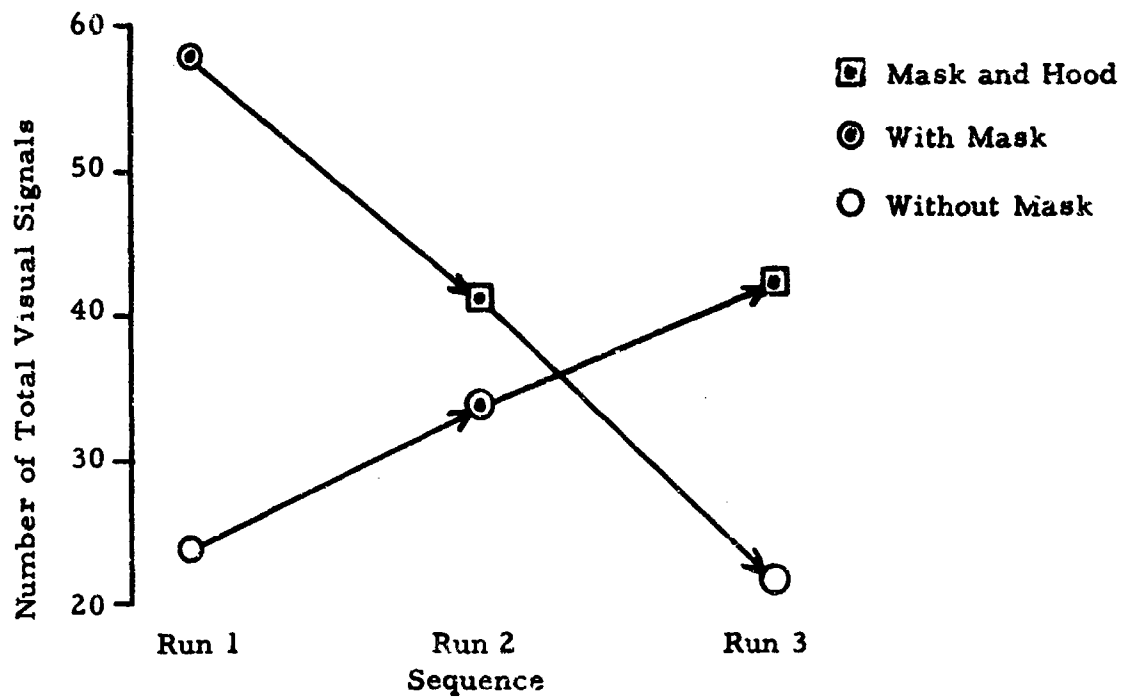 Number of Total Visual Signals
60
50
40
30
20
Run 1
Run 2
Run 3
Sequence
Mask and Hood
With Mask
Without Mask